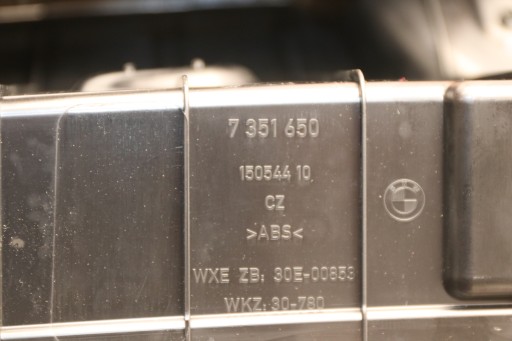 7 351 650
150544 10
CZ
>ABS<
WXE ZB: 30E-00853
WKZ: 30-780